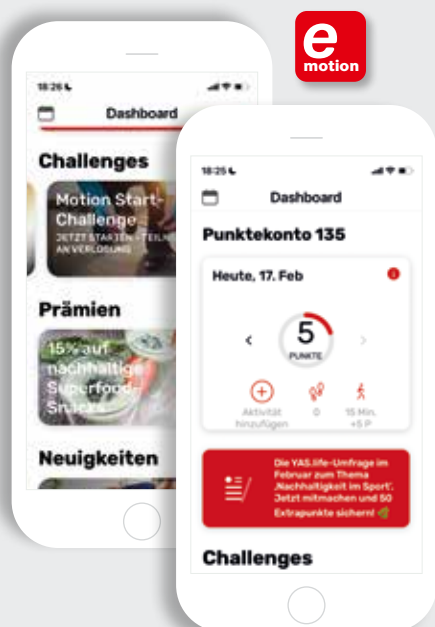 e
motion
18:26
Dashboard
Challenges
Motion Start-
Challenge
JETZT STARTEN + TEILN
AN VERLOSUNG
Prämien
15% auf
nachhaltige
Superfood-
Snacks
Neuigkeiten
18:25
Dashboard
Punktekonto 135
Heute, 17. Feb
5
PUNKTE
Aktivität
hinzufügen
0
15 Min.
+5 P
Die YAS.life-Umfrage im
Februar zum Thema
‚Nachhaltigkeit im Sport‘.
Jetzt mitmachen und 50
Extrapunkte sichern!
Challenges